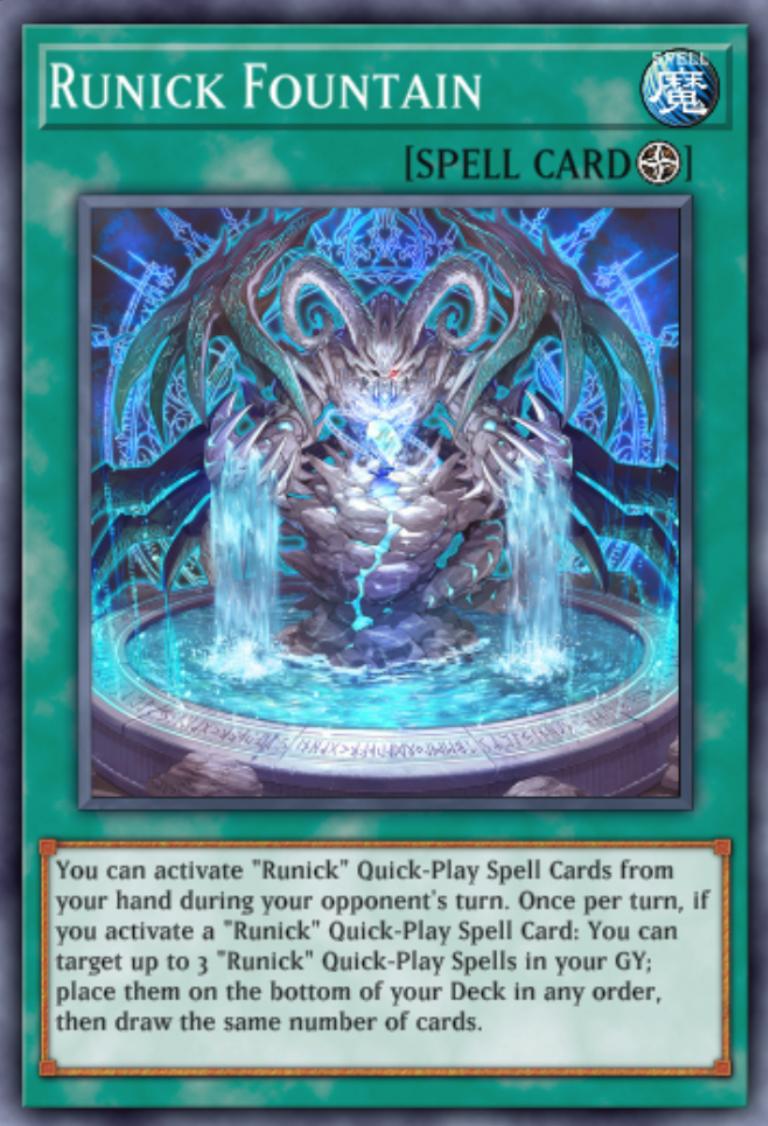 Runick Fountain
SPELL
魔
[SPELL CARD]
You can activate "Runick" Quick-Play Spell Cards from
your hand during your opponent's turn. Once per turn, if
you activate a "Runick" Quick-Play Spell Card: You can
target up to 3 "Runick" Quick-Play Spells in your GY;
place them on the bottom of your Deck in any order,
then draw the same number of cards.